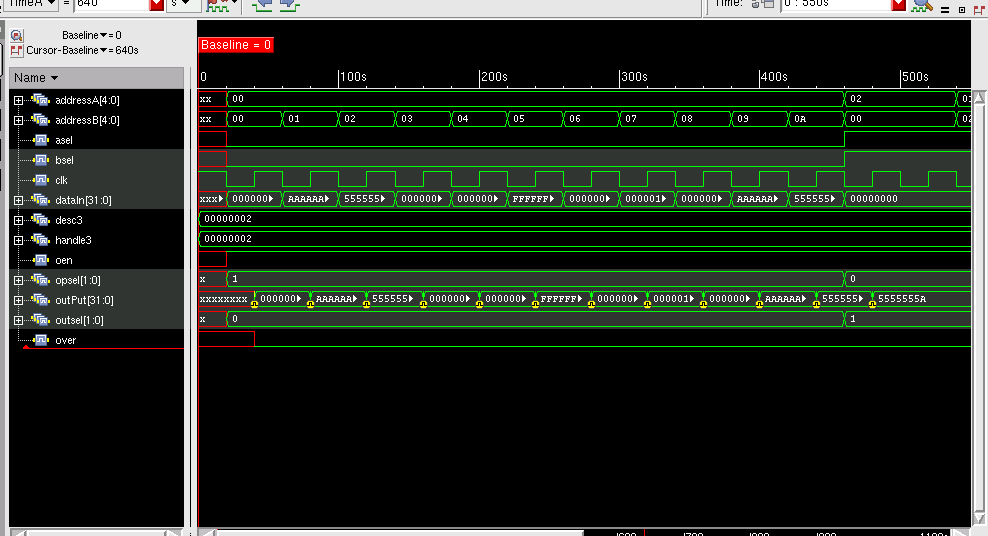 TimeA = 640 s Time: 0 : 550s
Baseline = 0
Cursor-Baseline = 640s
Baseline = 0
Name
0 100s 200s 300s 400s 500s
addressA[4:0] xx 00 02
addressB[4:0] xx 00 01 02 03 04 05 06 07 08 09 0A 00 02
asel
bsel
clk
dataIn[31:0] xxx 000000 AAAAAA 555555 000000 000000 FFFFFF 000000 000001 000000 AAAAAA 555555 00000000
desc3 00000002
handle3 00000002
oen
opsel[1:0] x 1 0
outPut[31:0] xxxxxxxx 000000 AAAAAA 555555 000000 000000 FFFFFF 000000 000001 000000 AAAAAA 555555 5555555A
outsel[1:0] x 0 1
over